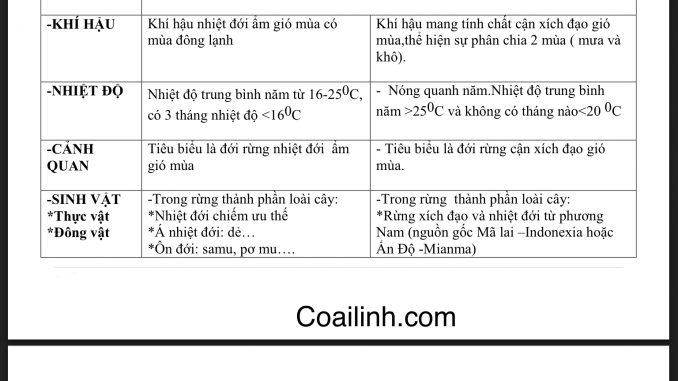 -KHÍ HẬU
Khí hậu nhiệt đới ẩm gió mùa có
mùa đông lạnh
Khí hậu mang tính chất cận xích đạo gió
mùa,thể hiện sự phân chia 2 mùa ( mưa và
khô).
-NHIỆT ĐỘ
Nhiệt độ trung bình năm từ 16-25⁰C,
có 3 tháng nhiệt độ <16⁰C
- Nóng quanh năm.Nhiệt độ trung bình
năm >25⁰C và không có tháng nào<20 ⁰C
-CẢNH
QUAN
Tiêu biểu là đới rừng nhiệt đới ẩm
gió mùa
- Tiêu biểu là đới rừng cận xích đạo gió
mùa.
-SINH VẬT
*Thực vật
*Động vật
-Trong rừng thành phần loài cây:
*Nhiệt đới chiếm ưu thế
*Á nhiệt đới: dẻ…
*Ôn đới: samu, pơ mu….
-Trong rừng thành phần loài cây:
*Rừng xích đạo và nhiệt đới từ phương
Nam (nguồn gốc Mã lai –Indonexia hoặc
Ấn Độ -Mianma)
Coailinh.com